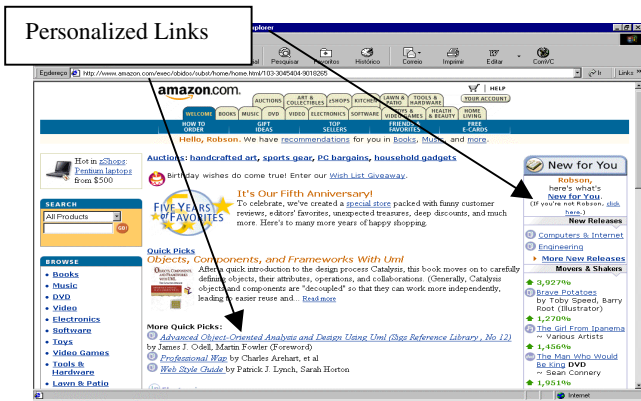 Personalized Links
plorer
Pesquisar Favoritos Histórico Correio Imprimir Editar ComVC
Endereço http://www.amazon.com/exec/obidos/subst/home/home.html/103-3045404-9018265 Ir Links
amazon.com.
HELP
YOUR ACCOUNT
WELCOME BOOKS MUSIC DVD VIDEO ELECTRONICS SOFTWARE TOYS & VIDEO GAMES HEALTH & BEAUTY HOME LIVING
AUCTIONS ART & COLLECTIBLES zSHOPS KITCHEN LAWN & PATIO TOOLS & HARDWARE
HOW TO ORDER GIFT IDEAS TOP SELLERS FRIENDS & FAVORITES FREE E-CARDS
Hello, Robson. We have recommendations for you in Books, Music, and more.
Hot in zShops:
Pentium laptops
from $500
SEARCH
All Products
GO!
BROWSE
• Books
• Music
• DVD
• Video
• Electronics
• Software
• Toys
• Video Games
• Tools &
Hardware
• Lawn & Patio
Auctions: handcrafted art, sports gear, PC bargains, household gadgets
Birthday wishes do come true! Enter our Wish List Giveaway.
FIVE YEARS of FAVORITES
It's Our Fifth Anniversary!
To celebrate, we've created a special store packed with funny customer
reviews, editors' favorites, unexpected treasures, deep discounts, and much
more. Here's to many more years of happy shopping.
Quick Picks
Objects, Components, and Frameworks With Uml
After a quick introduction to the design process Catalysis, this book moves on to carefully
defining objects, their attributes, operations, and collaborations. (Generally, Catalysis
objects and components are "decoupled" so that they can work more independently,
leading to easier reuse and... Read more
More Quick Picks:
Advanced Object-Oriented Analysis and Design Using Uml (Sigs Reference Library , No 12)
by James J. Odell, Martin Fowler (Foreword)
Professional Wap by Charles Arehart, et al
Web Style Guide by Patrick J. Lynch, Sarah Horton
New for You
Robson,
here's what's
New for You.
(If you're not Robson, click
here.)
New Releases
Computers & Internet
Engineering
More New Releases
Movers & Shakers
3,927%
Brave Potatoes
by Toby Speed, Barry
Root (Illustrator)
1,270%
The Girl From Ipanema
~ Various Artists
1,456%
The Man Who Would
Be King DVD
~ Sean Connery
1,951%
Internet